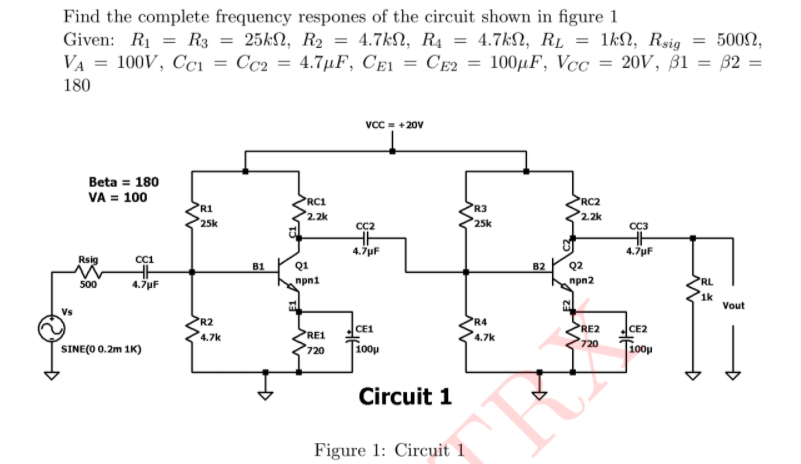 Find the complete frequency respones of the circuit shown in figure 1
Given: R1 = R3 = 25kΩ, R2 = 4.7kΩ, R4 = 4.7kΩ, RL = 1kΩ, Rsig = 500Ω,
VA = 100V, CC1 = CC2 = 4.7μF, CE1 = CE2 = 100μF, VCC = 20V, β1 = β2 =
180
VCC = +20V
Beta = 180
VA = 100
R1
25k
RC1
2.2k
R3
25k
RC2
2.2k
CC2
4.7μF
CC3
4.7μF
C1
C2
Rsig
500
CC1
4.7μF
B1
Q1
npn1
B2
Q2
npn2
RL
1k
Vout
E1
E2
Vs
SINE(0 0.2m 1K)
R2
4.7k
RE1
720
CE1
100μ
R4
4.7k
RE2
720
CE2
100μ
Circuit 1
Figure 1: Circuit 1
TRX